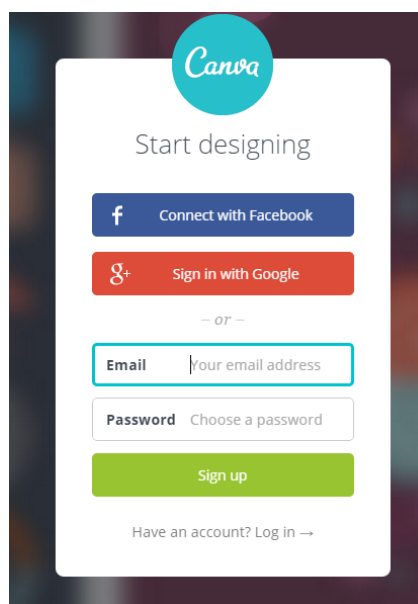 Canva
Start designing
f Connect with Facebook
g+ Sign in with Google
– or –
Email Your email address
Password Choose a password
Sign up
Have an account? Log in →